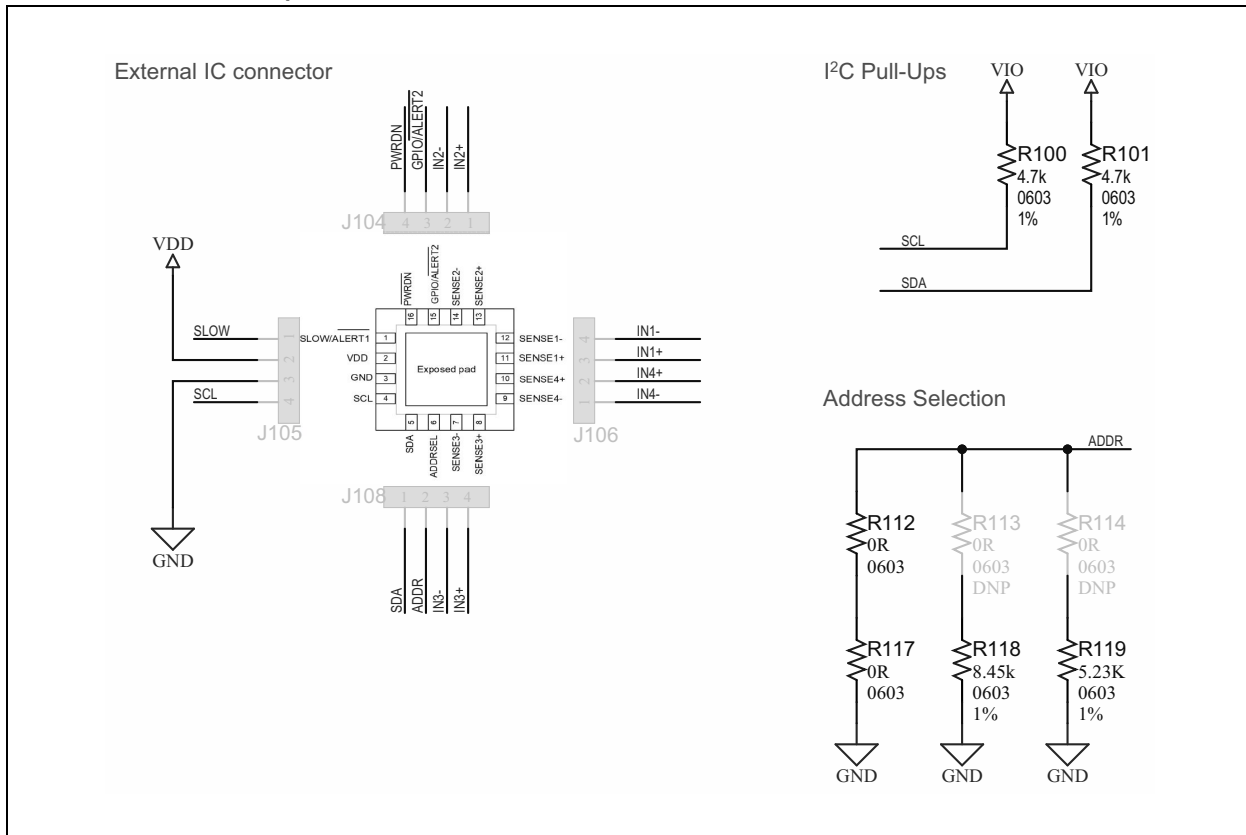 External IC connector
I²C Pull-Ups
VIO
VIO
PWRDN
GPIO/ALERT2
IN2-
IN2+
R100
4.7k
0603
1%
R101
4.7k
0603
1%
J104
4 3 2 1
SCL
SDA
VDD
PWRDN
GPIO/ALERT2
SENSE2-
SENSE2+
16 15 14 13
SLOW
SCL
1
2
3
4
J105
SLOW/ALERT1 1
VDD 2
GND 3
SCL 4
Exposed pad
12 SENSE1-
11 SENSE1+
10 SENSE4+
9 SENSE4-
4
3
2
1
J106
IN1-
IN1+
IN4+
IN4-
5 6 7 8
SDA
ADDRSEL
SENSE3-
SENSE3+
J108
1 2 3 4
SDA
ADDR
IN3-
IN3+
GND
Address Selection
ADDR
R112
0R
0603
R113
0R
0603
DNP
R114
0R
0603
DNP
R117
0R
0603
R118
8.45k
0603
1%
R119
5.23K
0603
1%
GND
GND
GND